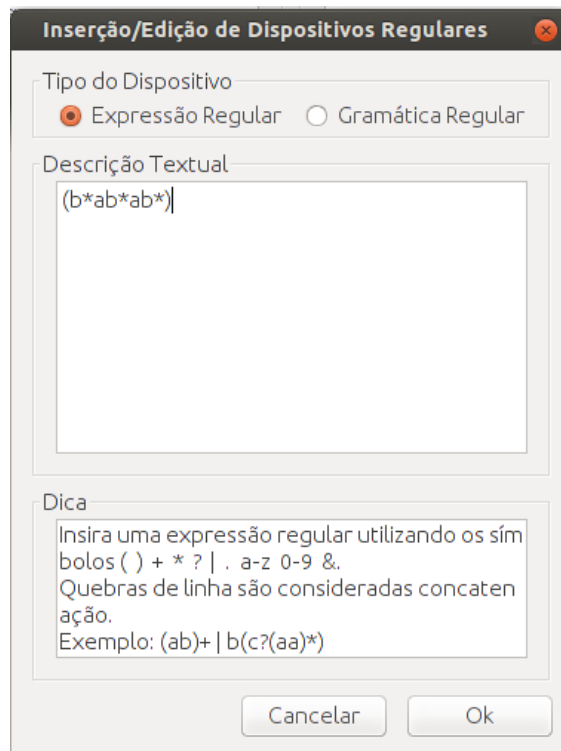 Inserção/Edição de Dispositivos Regulares
Tipo do Dispositivo
Expressão Regular Gramática Regular
Descrição Textual
(b*ab*ab*)
Dica
Insira uma expressão regular utilizando os sím
bolos ( ) + * ? | . a-z 0-9 &.
Quebras de linha são consideradas concaten
ação.
Exemplo: (ab)+ | b(c?(aa)*)
Cancelar Ok